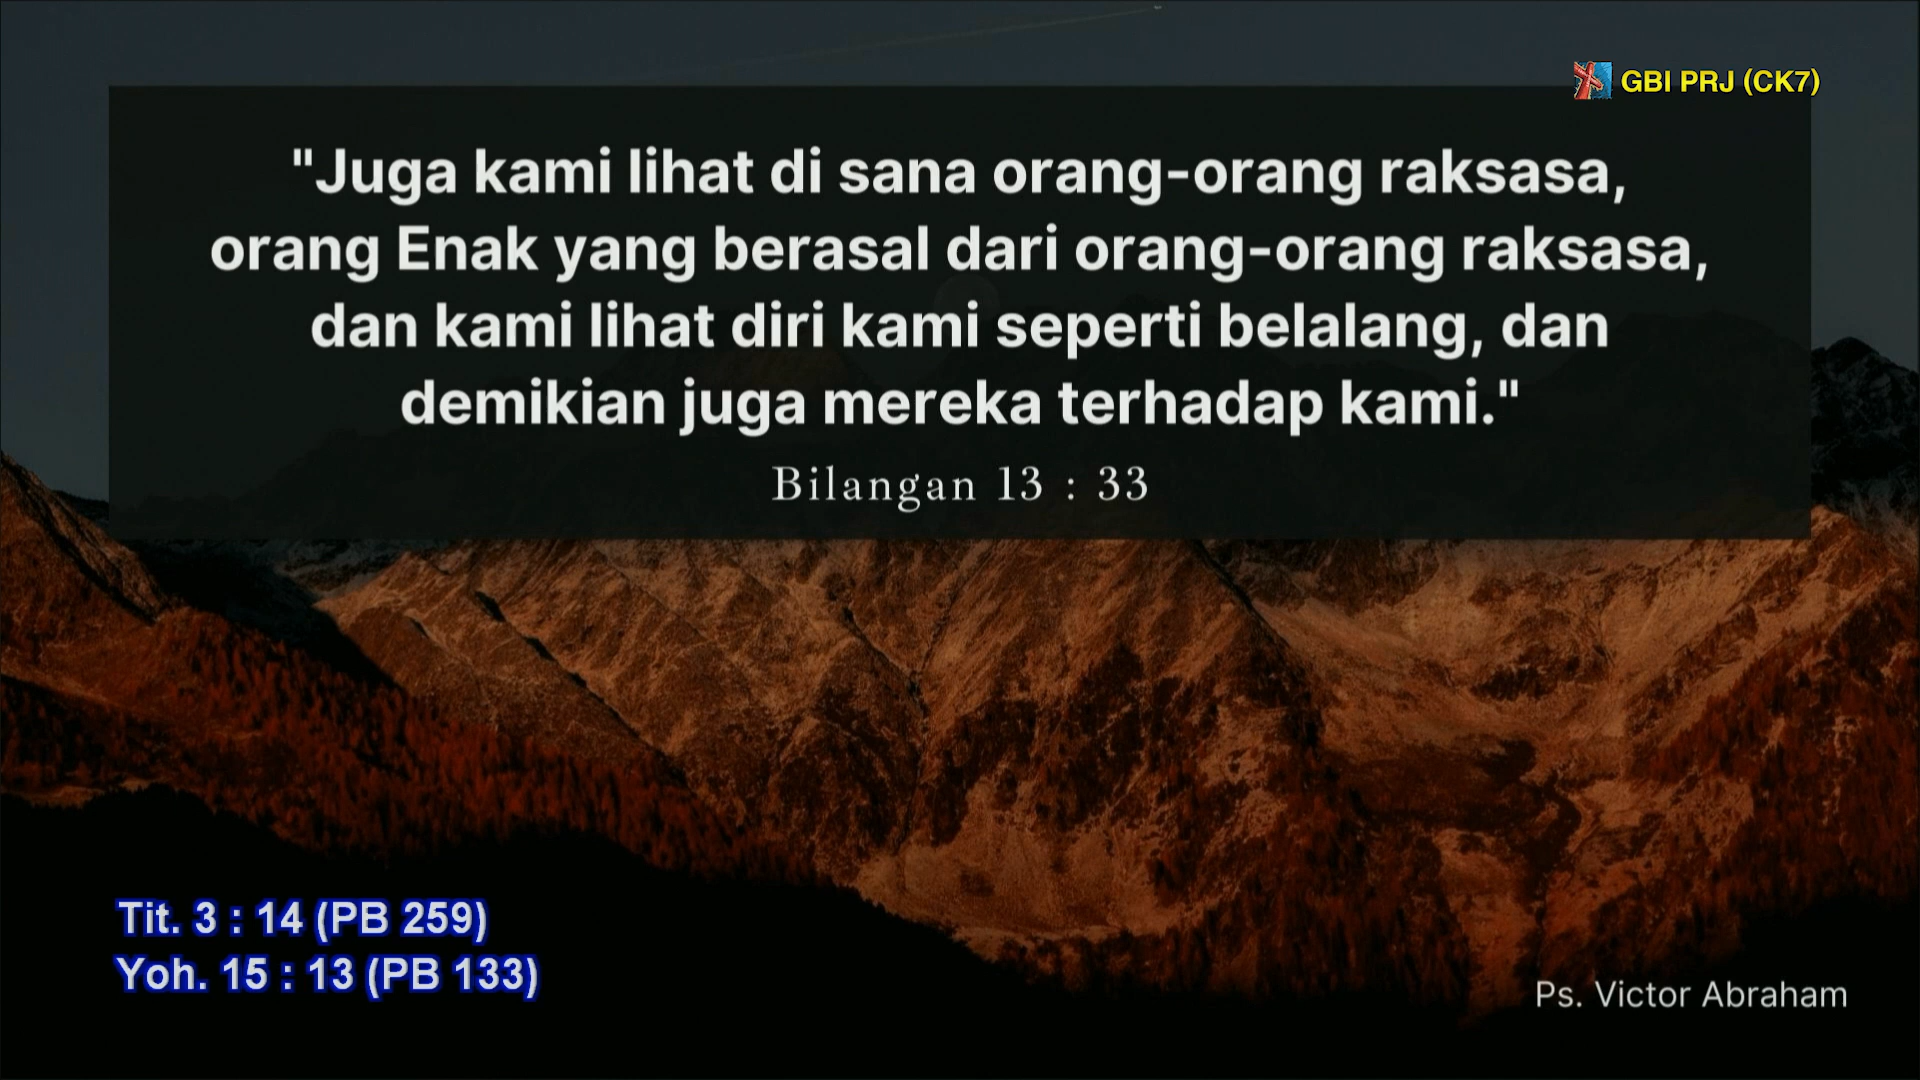 GBI PRJ (CK7)
"Juga kami lihat di sana orang-orang raksasa,
orang Enak yang berasal dari orang-orang raksasa,
dan kami lihat diri kami seperti belalang, dan
demikian juga mereka terhadap kami."
Bilangan 13 : 33
Tit. 3 : 14 (PB 259)
Yoh. 15 : 13 (PB 133)
Ps. Victor Abraham